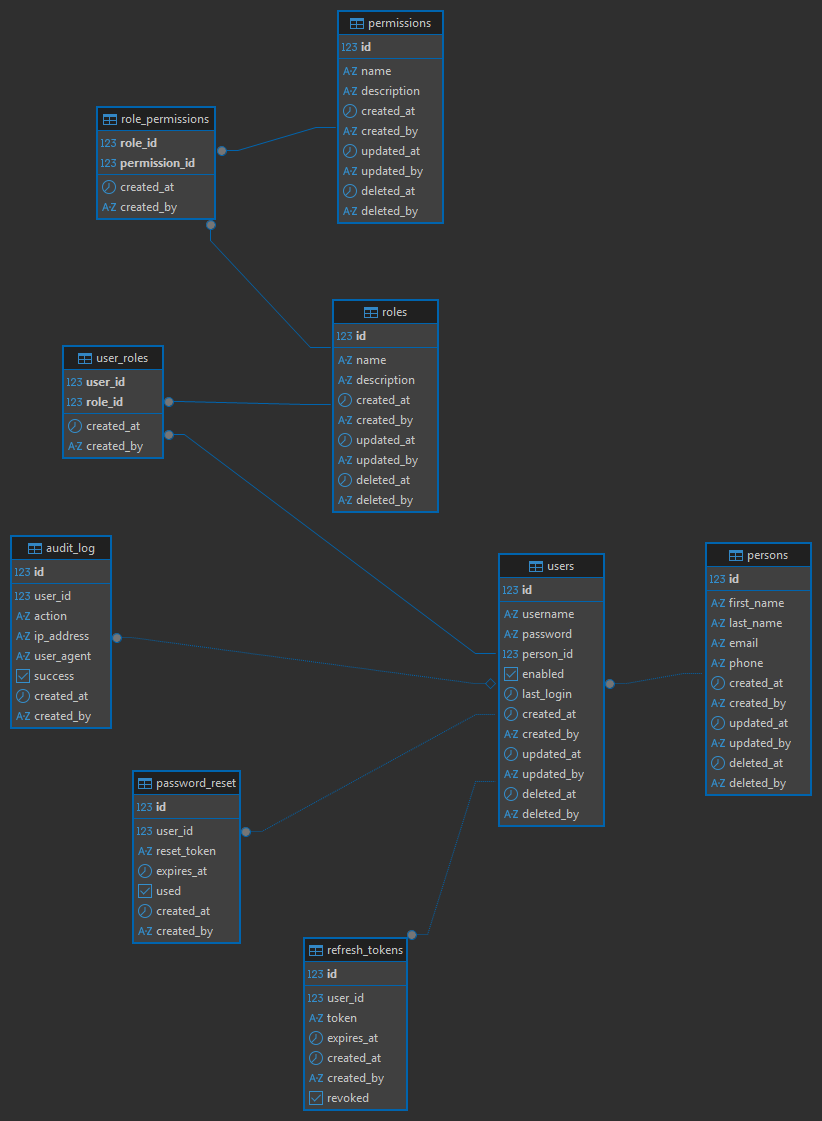 permissions
123 id
A-Z name
A-Z description
created_at
A-Z created_by
updated_at
A-Z updated_by
deleted_at
A-Z deleted_by
role_permissions
123 role_id
123 permission_id
created_at
A-Z created_by
roles
123 id
A-Z name
A-Z description
created_at
A-Z created_by
updated_at
A-Z updated_by
deleted_at
A-Z deleted_by
user_roles
123 user_id
123 role_id
created_at
A-Z created_by
audit_log
123 id
123 user_id
A-Z action
A-Z ip_address
A-Z user_agent
success
created_at
A-Z created_by
users
123 id
A-Z username
A-Z password
123 person_id
enabled
last_login
created_at
A-Z created_by
updated_at
A-Z updated_by
deleted_at
A-Z deleted_by
persons
123 id
A-Z first_name
A-Z last_name
A-Z email
A-Z phone
created_at
A-Z created_by
updated_at
A-Z updated_by
deleted_at
A-Z deleted_by
password_reset
123 id
123 user_id
A-Z reset_token
expires_at
used
created_at
A-Z created_by
refresh_tokens
123 id
123 user_id
A-Z token
expires_at
created_at
A-Z created_by
revoked